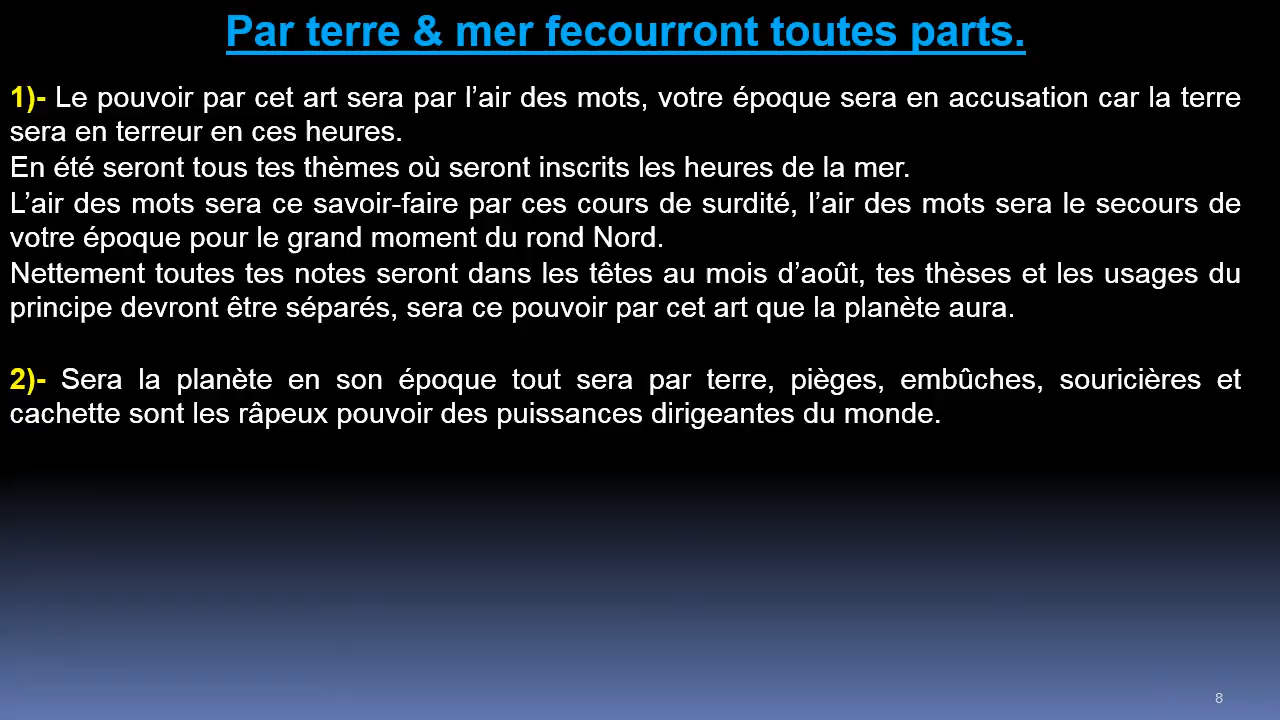 Par terre & mer fecourront toutes parts.
1)- Le pouvoir par cet art sera par l’air des mots, votre époque sera en accusation car la terre
sera en terreur en ces heures.
En été seront tous tes thèmes où seront inscrits les heures de la mer.
L’air des mots sera ce savoir-faire par ces cours de surdité, l’air des mots sera le secours de
votre époque pour le grand moment du rond Nord.
Nettement toutes tes notes seront dans les têtes au mois d’août, tes thèses et les usages du
principe devront être séparés, sera ce pouvoir par cet art que la planète aura.
2)- Sera la planète en son époque tout sera par terre, pièges, embûches, souricières et
cachette sont les râpeux pouvoir des puissances dirigeantes du monde.
8